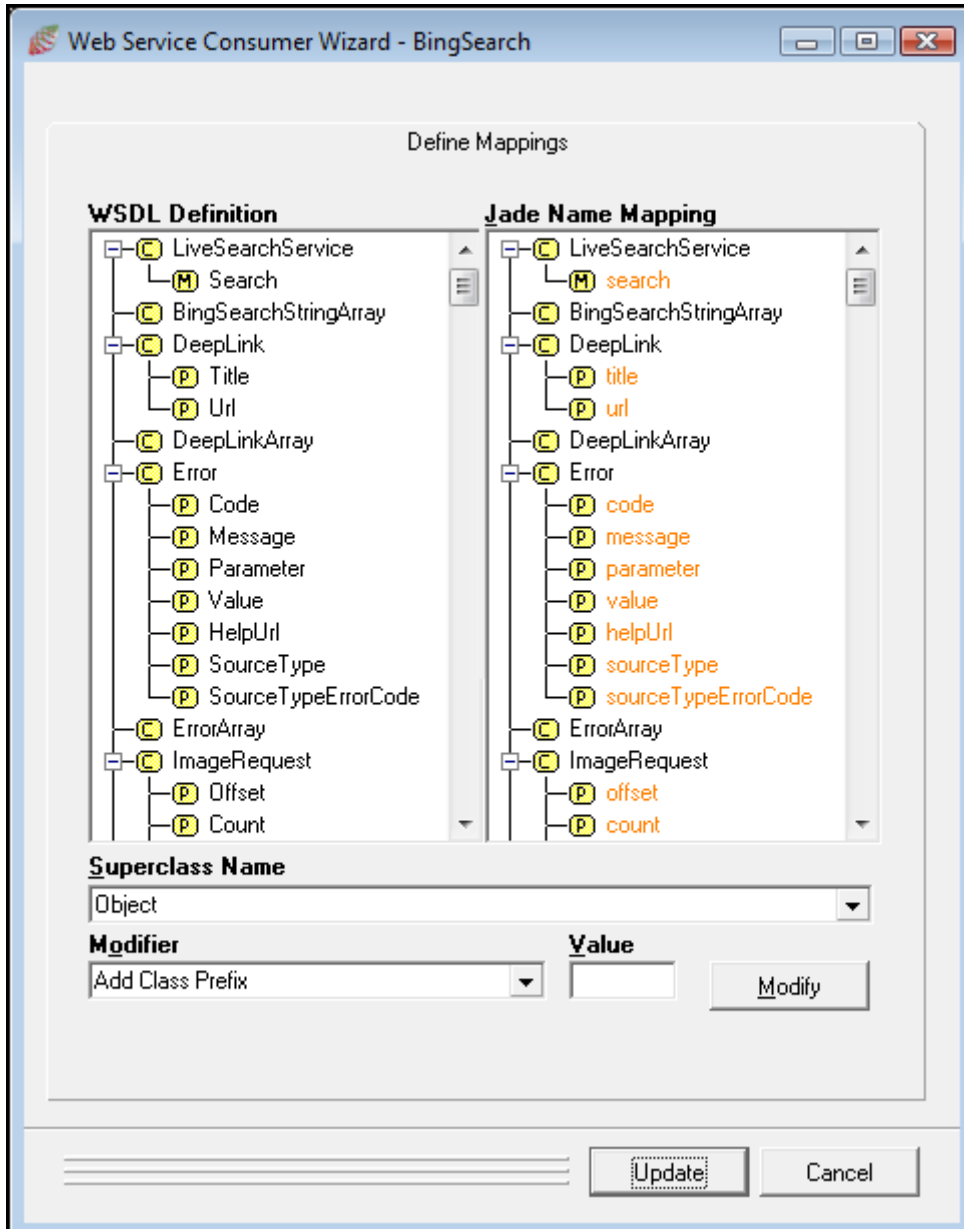 Web Service Consumer Wizard - BingSearch
Define Mappings
WSDL Definition
C LiveSearchService
M Search
C BingSearchStringArray
C DeepLink
P Title
P Url
C DeepLinkArray
C Error
P Code
P Message
P Parameter
P Value
P HelpUrl
P SourceType
P SourceTypeErrorCode
C ErrorArray
C ImageRequest
P Offset
P Count
Jade Name Mapping
C LiveSearchService
M search
C BingSearchStringArray
C DeepLink
P title
P url
C DeepLinkArray
C Error
P code
P message
P parameter
P value
P helpUrl
P sourceType
P sourceTypeErrorCode
C ErrorArray
C ImageRequest
P offset
P count
Superclass Name
Object
Modifier
Value
Add Class Prefix
Modify
Update
Cancel